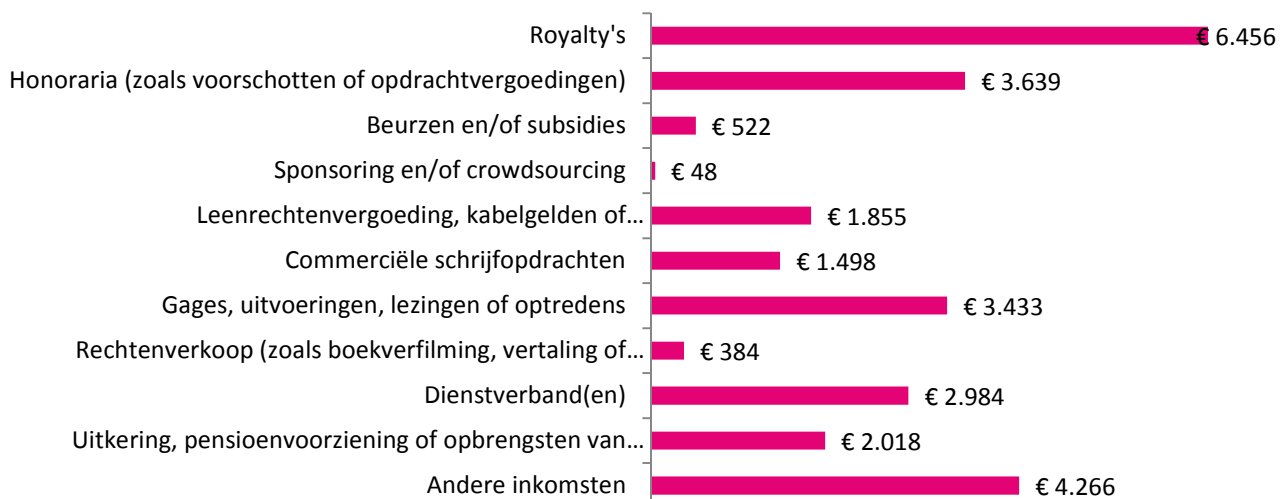 Royalty's € 6.456
Honoraria (zoals voorschotten of opdrachtvergoedingen) € 3.639
Beurzen en/of subsidies € 522
Sponsoring en/of crowdsourcing € 48
Leenrechtenvergoeding, kabelgelden of... € 1.855
Commerciële schrijfopdrachten € 1.498
Gages, uitvoeringen, lezingen of optredens € 3.433
Rechtenverkoop (zoals boekverfilming, vertaling of... € 384
Dienstverband(en) € 2.984
Uitkering, pensioenvoorziening of opbrengsten van... € 2.018
Andere inkomsten € 4.266